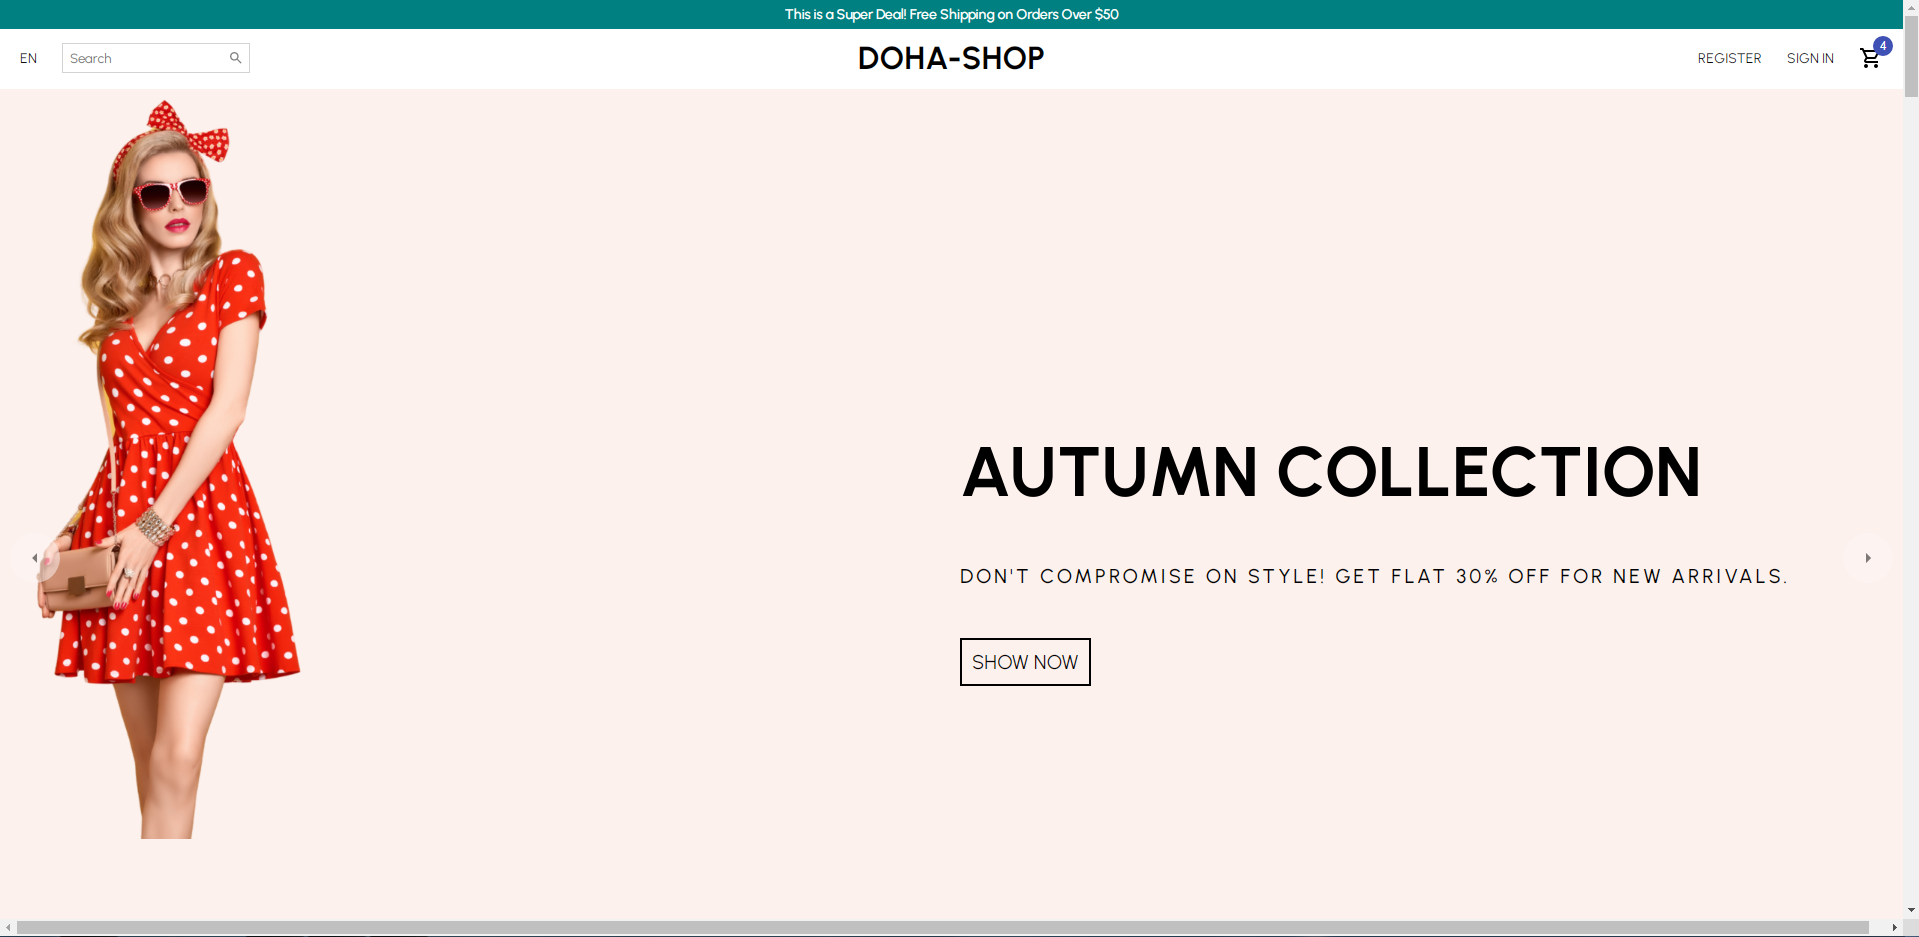 This is a Super Deal! Free Shipping on Orders Over $50
EN
Search
DOHA-SHOP
REGISTER
SIGN IN
4
AUTUMN COLLECTION
DON'T COMPROMISE ON STYLE! GET FLAT 30% OFF FOR NEW ARRIVALS.
SHOW NOW